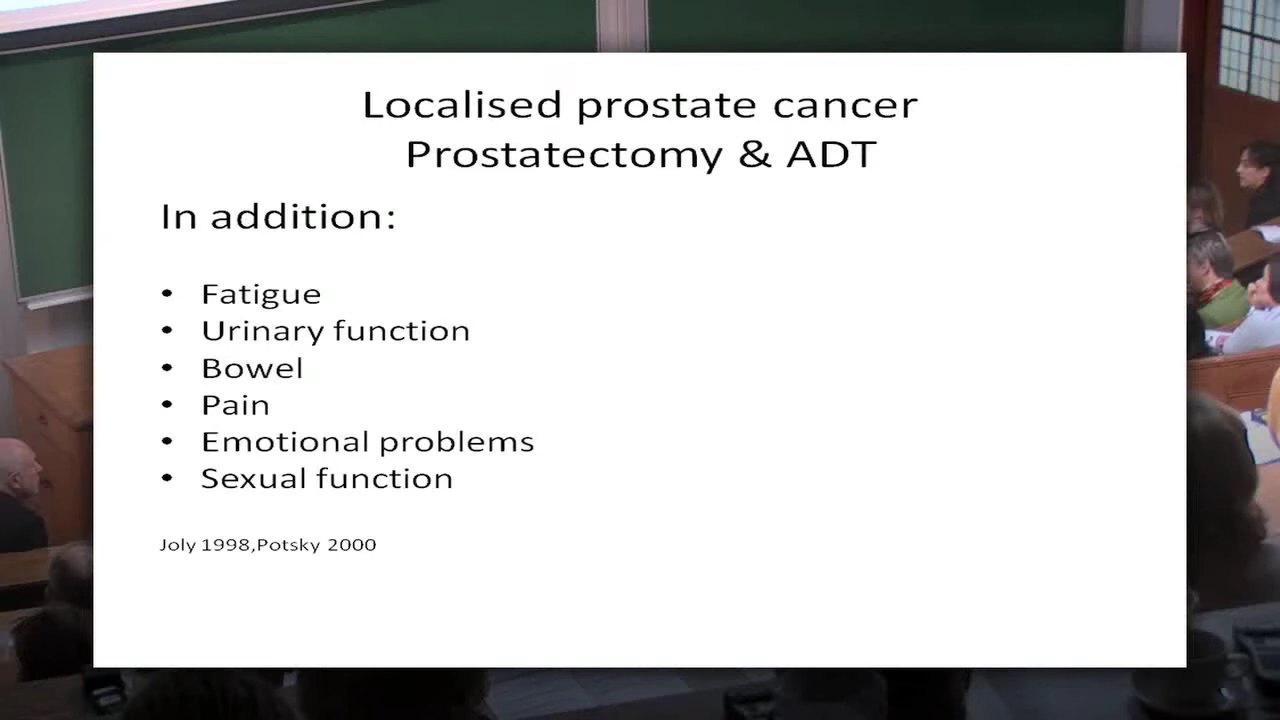 Localised prostate cancer
Prostatectomy & ADT
In addition:
• Fatigue
• Urinary function
• Bowel
• Pain
• Emotional problems
• Sexual function
Joly 1998,Potsky 2000